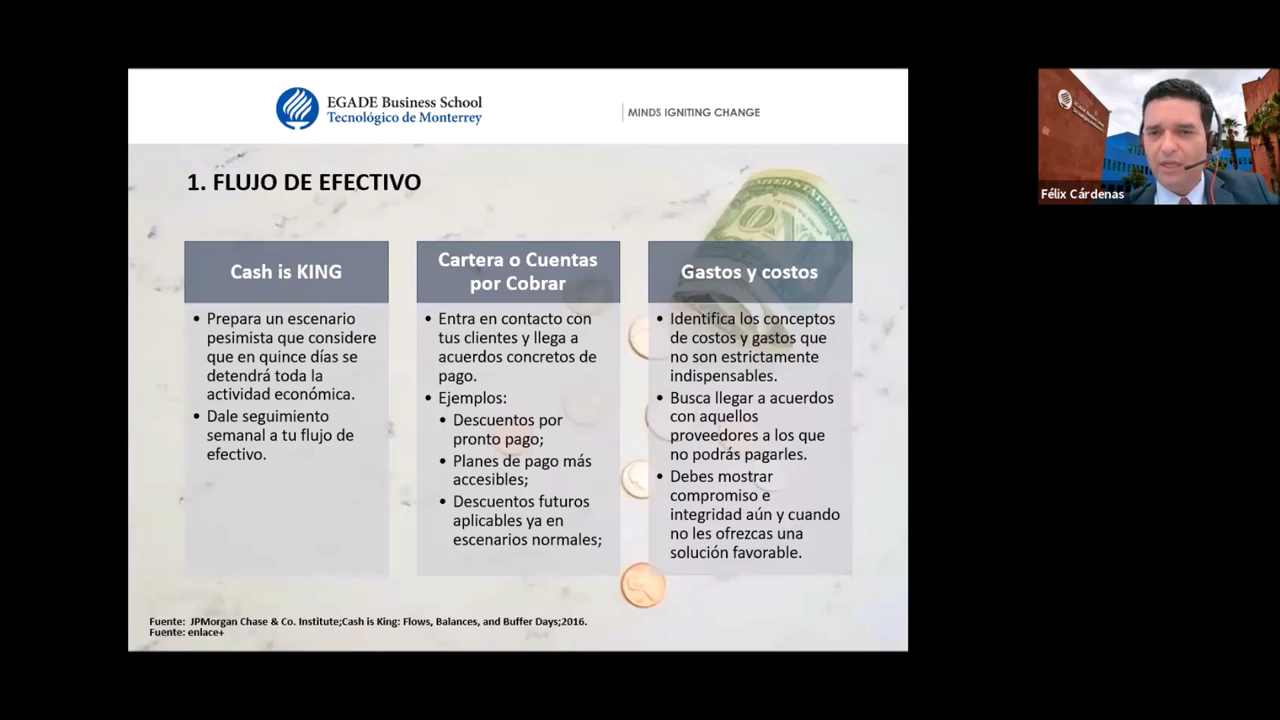 EGADE Business School
Tecnológico de Monterrey
MINDS IGNITING CHANGE
1. FLUJO DE EFECTIVO
Cash is KING
• Prepara un escenario
pesimista que considere
que en quince días se
detendrá toda la
actividad económica.
• Dale seguimiento
semanal a tu flujo de
efectivo.
Cartera o Cuentas
por Cobrar
• Entra en contacto con
tus clientes y llega a
acuerdos concretos de
pago.
• Ejemplos:
• Descuentos por
pronto pago;
• Planes de pago más
accesibles;
• Descuentos futuros
aplicables ya en
escenarios normales;
Gastos y costos
• Identifica los conceptos
de costos y gastos que
no son estrictamente
indispensables.
• Busca llegar a acuerdos
con aquellos
proveedores a los que
no podrás pagarles.
• Debes mostrar
compromiso e
integridad aún y cuando
no les ofrezcas una
solución favorable.
Fuente: JPMorgan Chase & Co. Institute;Cash is King: Flows, Balances, and Buffer Days;2016.
Fuente: enlace+
Félix Cárdenas